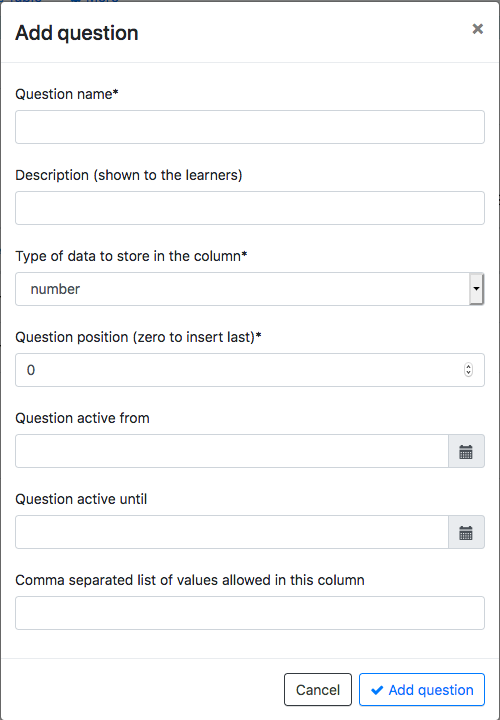 Add question
×
Question name*
Description (shown to the learners)
Type of data to store in the column*
number
Question position (zero to insert last)*
0
Question active from
Question active until
Comma separated list of values allowed in this column
Cancel
Add question